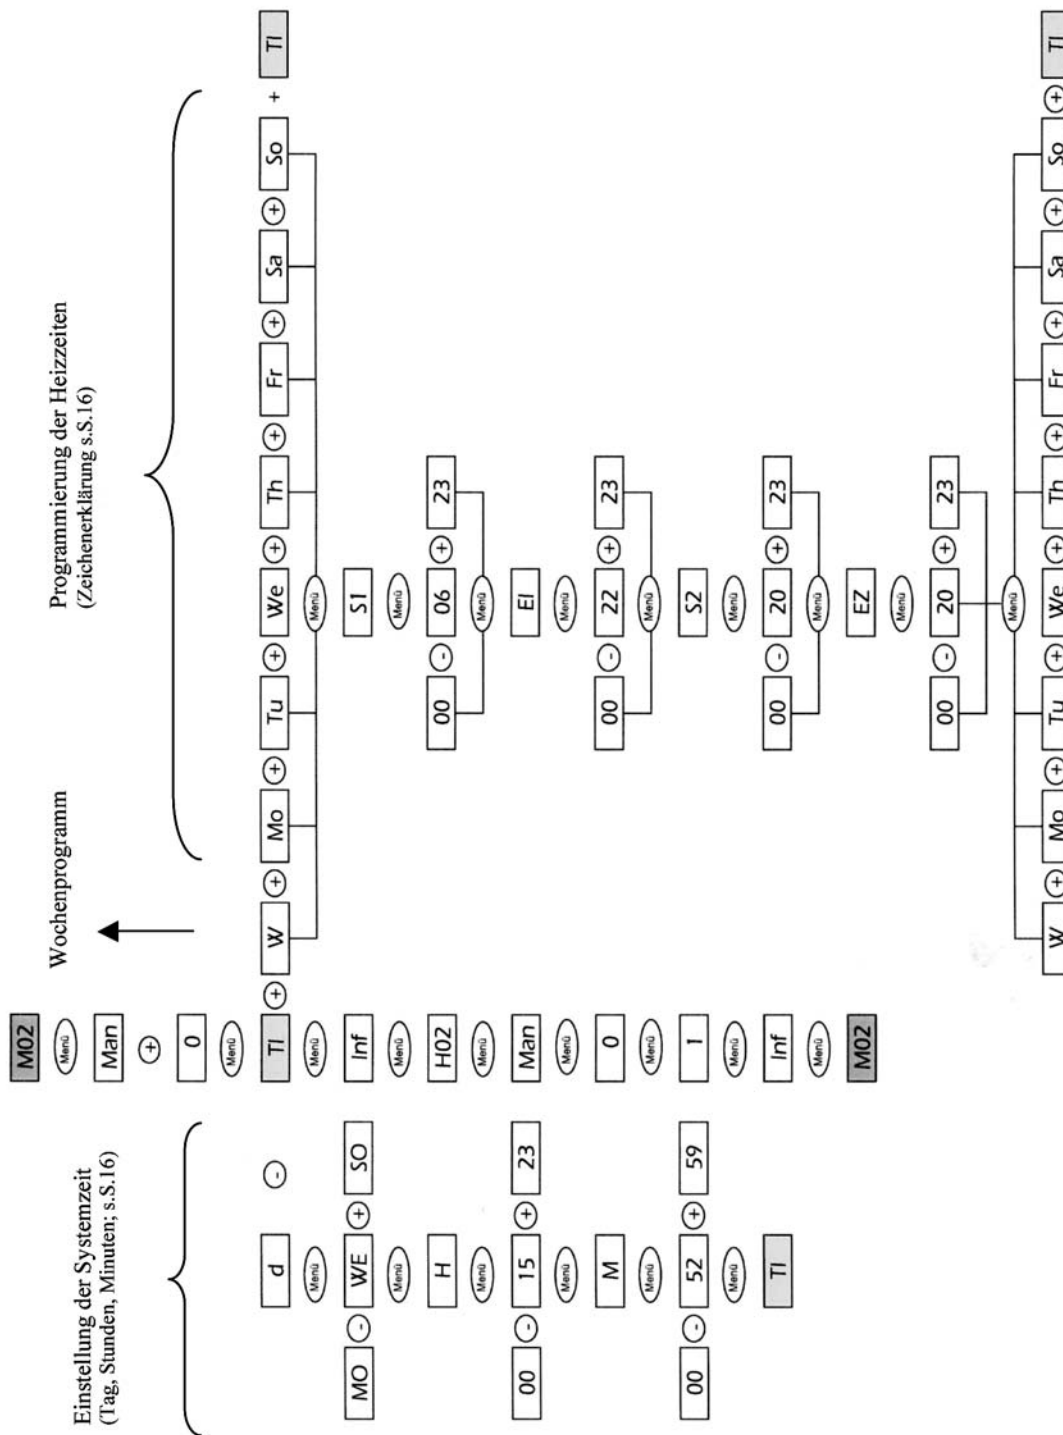 M02
Einstellung der Systemzeit
(Tag, Stunden, Minuten; s.S.16)
Menü
Wochenprogramm
Programmierung der Heizzeiten
(Zeichenerklärung s.S.16)
Man
+
0
Menü
d - TI + W + Mo + Tu + We + Th + Fr + Sa + So + TI
Menü Menü Menü
MO - WE + SO Inf S1
Menü Menü Menü
H H02 00 - 06 + 23
Menü Menü Menü
00 - 15 + 23 Man EI
Menü Menü Menü
M 0 00 - 22 + 23
Menü Menü Menü
00 - 52 + 59 1 S2
Menü Menü Menü
TI Inf 00 - 20 + 23
Menü Menü
M02 EZ
Menü
00 - 20 + 23
Menü
W + Mo + Tu + We + Th + Fr + Sa + So + TI